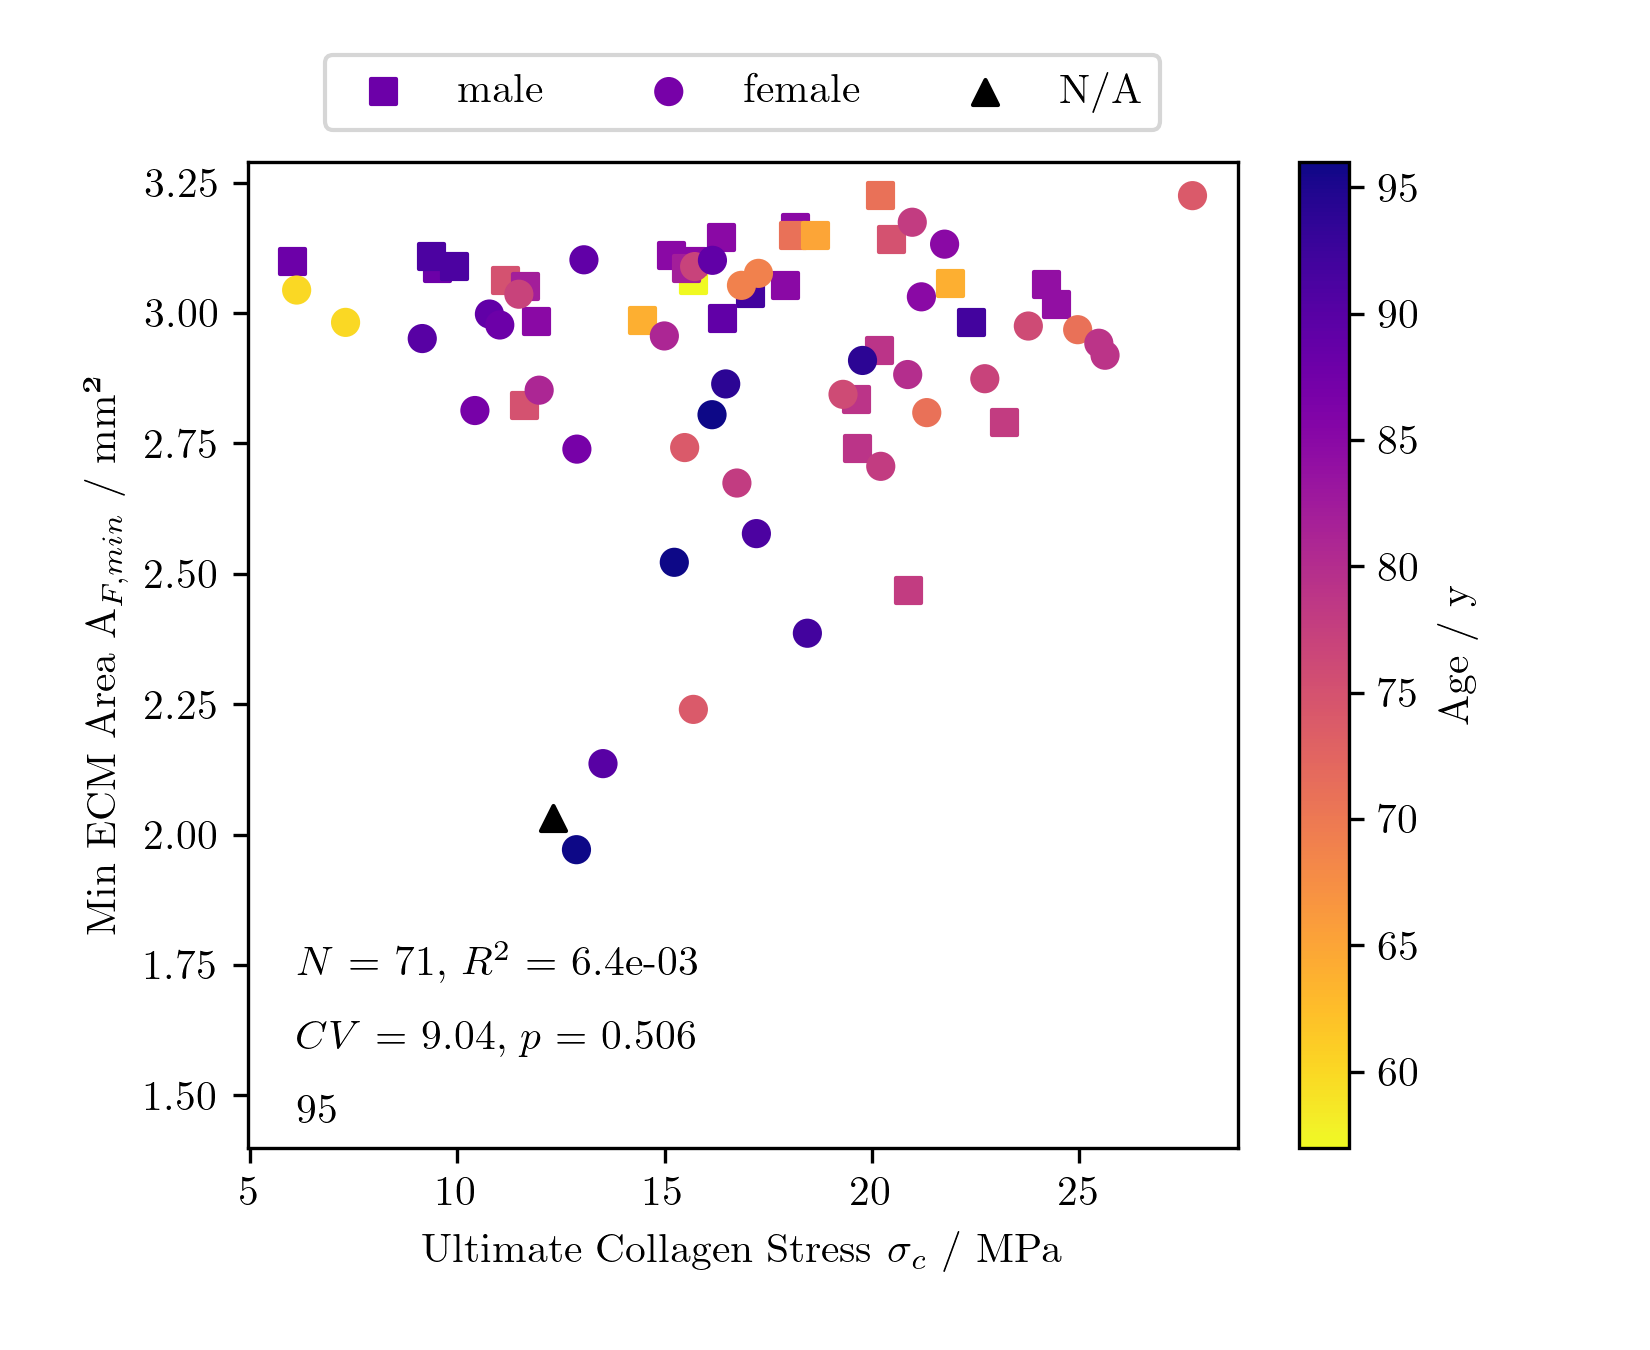 male female N/A
3.25
3.00
2.75
2.50
2.25
2.00
1.75
1.50
Min ECM Area A_{F,min} / mm²
N = 71, R² = 6.4e-03
CV = 9.04, p = 0.506
95
5 10 15 20 25
Ultimate Collagen Stress σ_c / MPa
95
90
85
80
75
70
65
60
Age / y